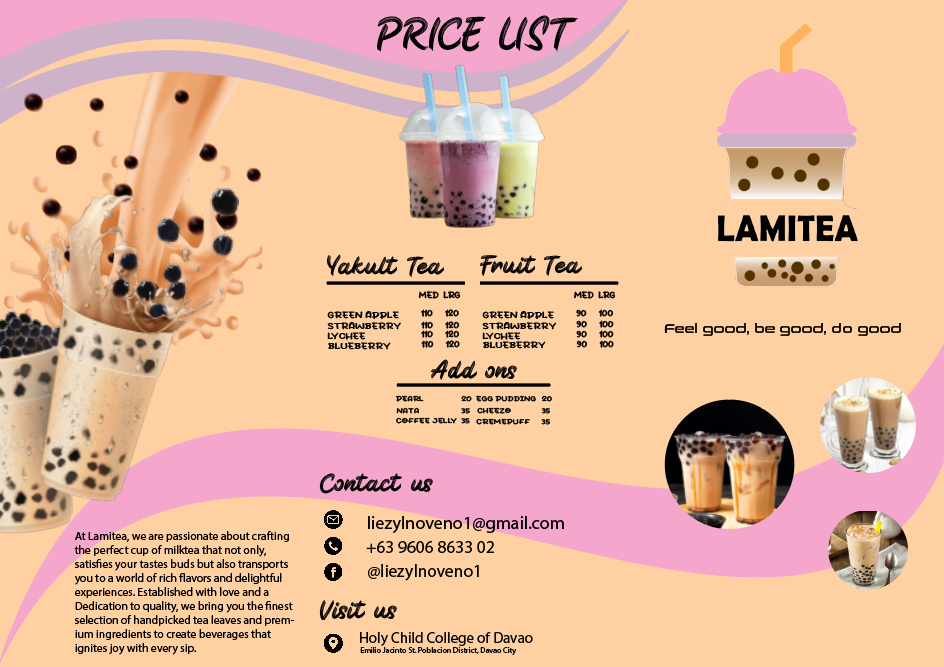 PRICE LIST
LAMITEA
Feel good, be good, do good
Yakult Tea
MED LRG
GREEN APPLE 110 120
STRAWBERRY 110 120
LYCHEE 110 120
BLUEBERRY 110 120
Fruit Tea
MED LRG
GREEN APPLE 90 100
STRAWBERRY 90 100
LYCHEE 90 100
BLUEBERRY 90 100
Add ons
PEARL 20 EGG PUDDING 20
NATA 35 CHEEZO 35
COFFEE JELLY 35 CREMEPUFF 35
Contact us
liezylnoveno1@gmail.com
+63 9606 8633 02
@liezylnoveno1
Visit us
Holy Child College of Davao
Emilio Jacinto St. Poblacion District, Davao City
At Lamitea, we are passionate about crafting
the perfect cup of milktea that not only,
satisfies your tastes buds but also transports
you to a world of rich flavors and delightful
experiences. Established with love and a
Dedication to quality, we bring you the finest
selection of handpicked tea leaves and prem-
ium ingredients to create beverages that
ignites joy with every sip.